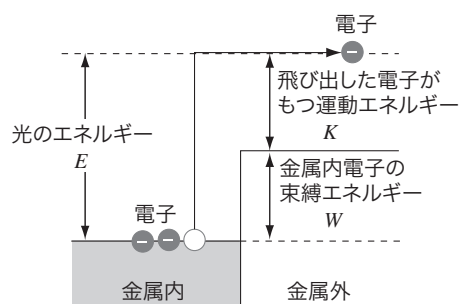 電子
飛び出した電子が
もつ運動エネルギー
K
光のエネルギー
E
金属内電子の
束縛エネルギー
W
電子
金属内
金属外